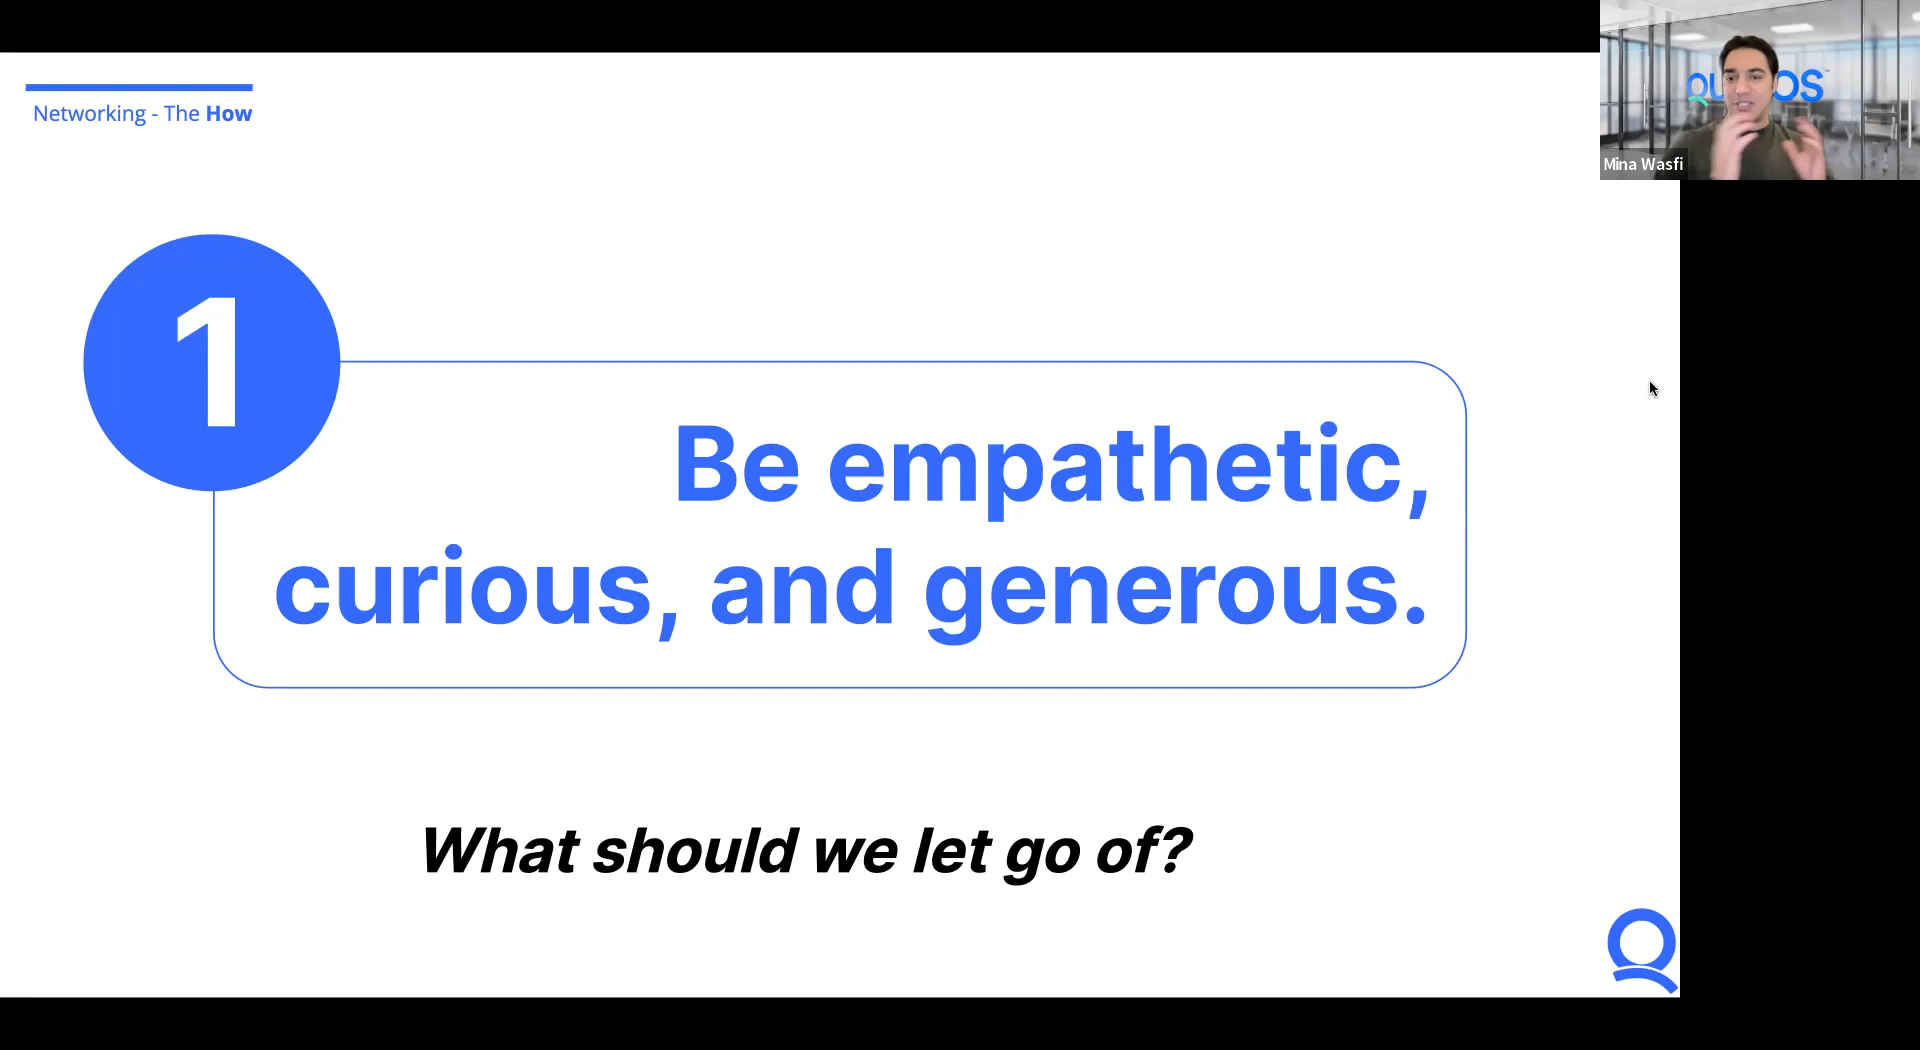 Networking - The How
Mina Wasfi
1
Be empathetic,
curious, and generous.
What should we let go of?